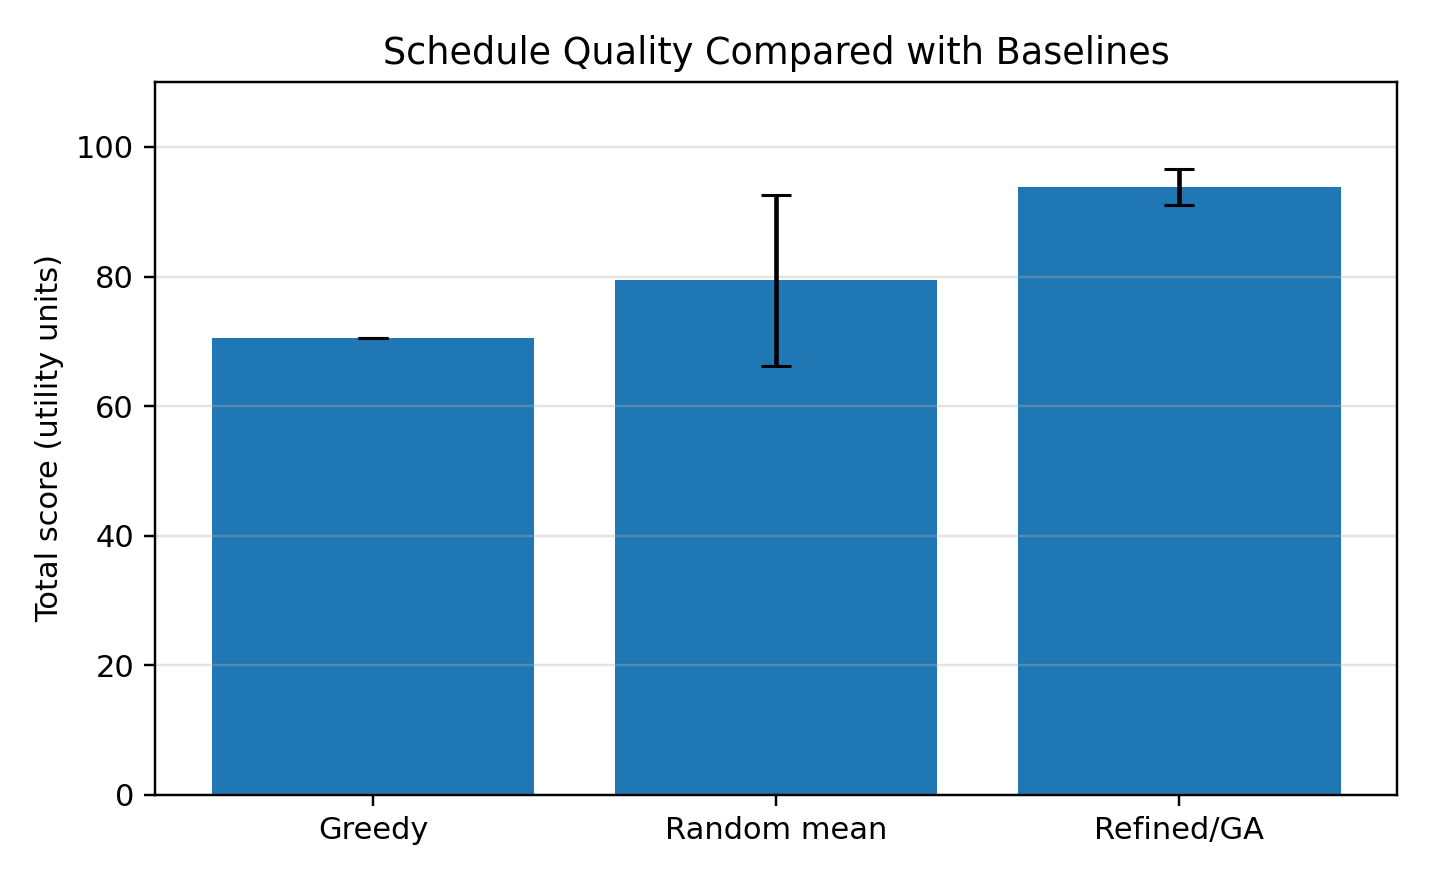 Schedule Quality Compared with Baselines
Total score (utility units)
100
80
60
40
20
0
Greedy
Random mean
Refined/GA